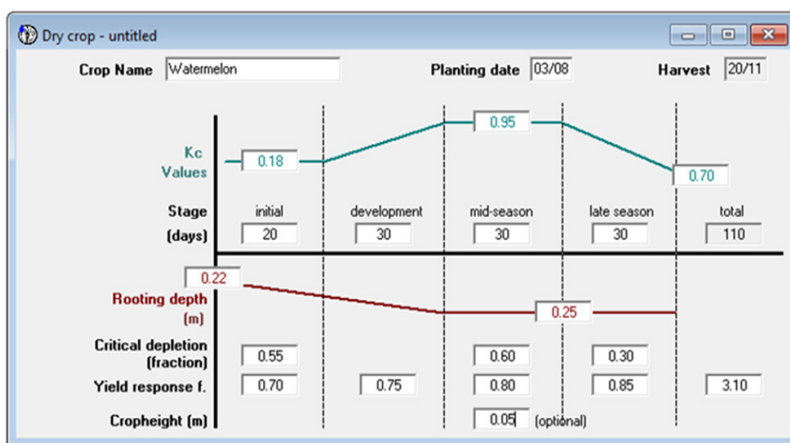 Dry crop - untitled
Crop Name Watermelon Planting date 03/08 Harvest 20/11
Kc Values 0.18 0.95 0.70
Stage initial development mid-season late season total
(days) 20 30 30 30 110
0.22
Rooting depth (m) 0.25
Critical depletion (fraction) 0.55 0.60 0.30
Yield response f. 0.70 0.75 0.80 0.85 3.10
Cropheight (m) 0.05 (optional)